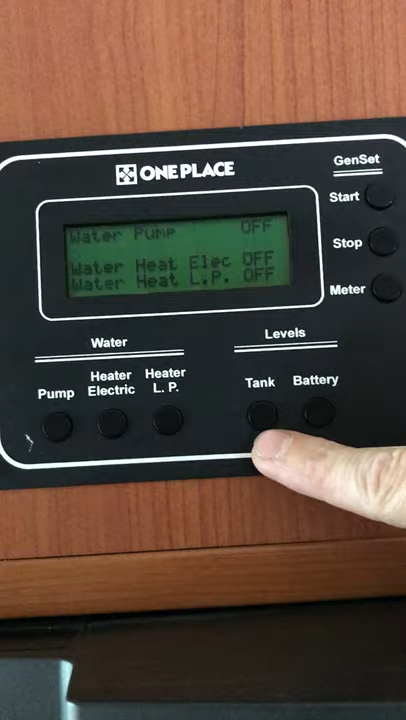 ONE PLACE
GenSet
Start
Stop
Meter
Water Pump OFF
Water Heat Elec OFF
Water Heat L.P. OFF
Water
Levels
Pump
Heater
Electric
Heater
L. P.
Tank
Battery